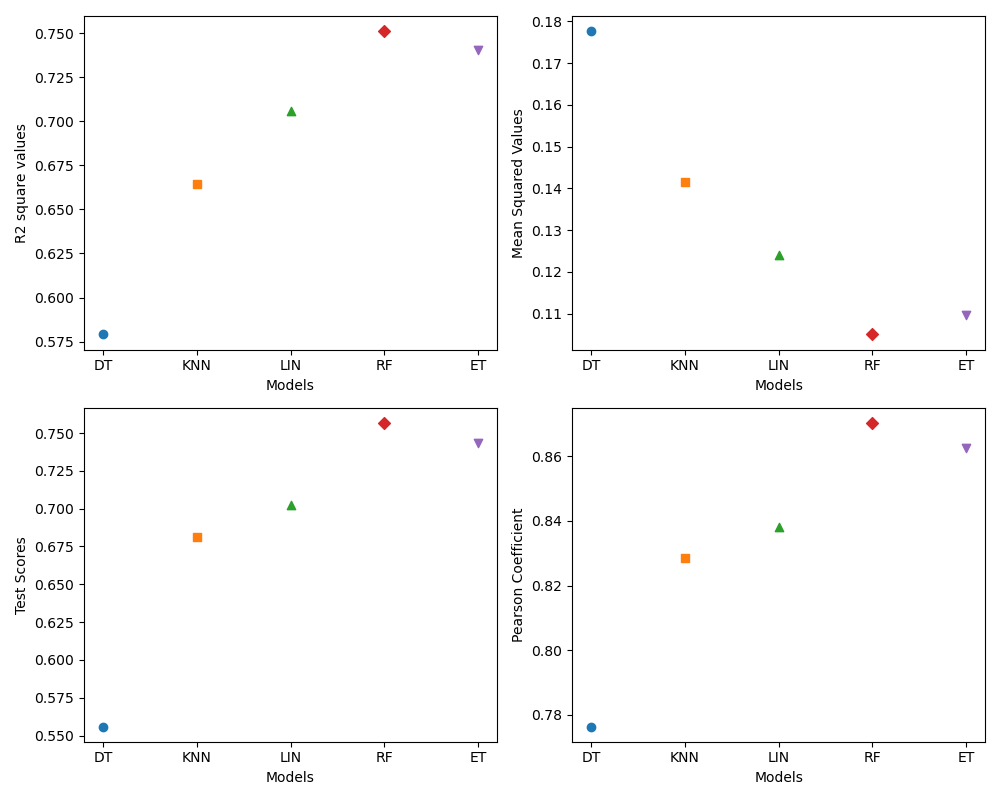 R2 square values
0.750
0.725
0.700
0.675
0.650
0.625
0.600
0.575
DT KNN LIN RF ET
Models
Mean Squared Values
0.18
0.17
0.16
0.15
0.14
0.13
0.12
0.11
DT KNN LIN RF ET
Models
Test Scores
0.750
0.725
0.700
0.675
0.650
0.625
0.600
0.575
0.550
DT KNN LIN RF ET
Models
Pearson Coefficient
0.86
0.84
0.82
0.80
0.78
DT KNN LIN RF ET
Models